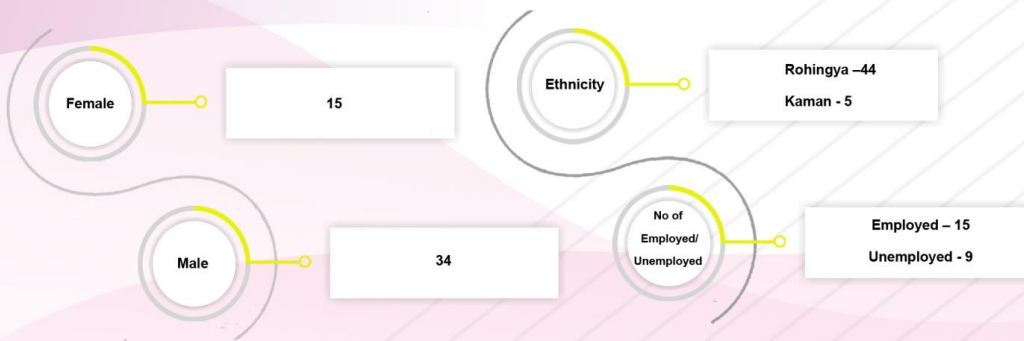 Female
15
Male
34
Ethnicity
Rohingya –44
Kaman - 5
No of
Employed/
Unemployed
Employed – 15
Unemployed - 9